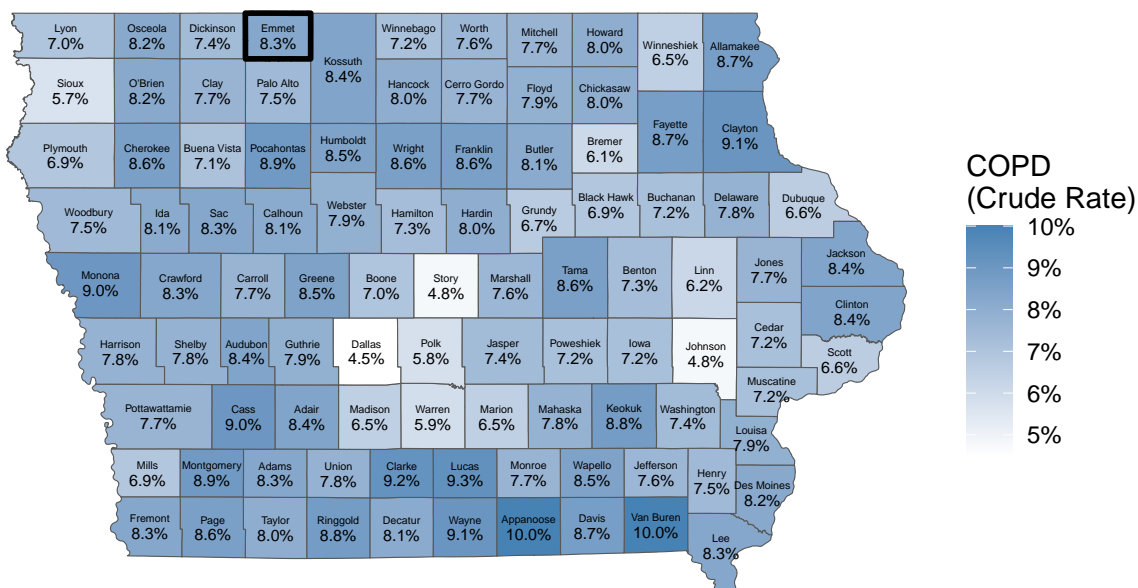 Lyon
7.0%
Osceola
8.2%
Dickinson
7.4%
Emmet
8.3%
Kossuth
8.4%
Winnebago
7.2%
Worth
7.6%
Mitchell
7.7%
Howard
8.0%
Winneshiek
6.5%
Allamakee
8.7%
Sioux
5.7%
O'Brien
8.2%
Clay
7.7%
Palo Alto
7.5%
Hancock
8.0%
Cerro Gordo
7.7%
Floyd
7.9%
Chickasaw
8.0%
Plymouth
6.9%
Cherokee
8.6%
Buena Vista
7.1%
Pocahontas
8.9%
Humboldt
8.5%
Wright
8.6%
Franklin
8.6%
Butler
8.1%
Bremer
6.1%
Fayette
8.7%
Clayton
9.1%
Woodbury
7.5%
Ida
8.1%
Sac
8.3%
Calhoun
8.1%
Webster
7.9%
Hamilton
7.3%
Hardin
8.0%
Grundy
6.7%
Black Hawk
6.9%
Buchanan
7.2%
Delaware
7.8%
Dubuque
6.6%
Monona
9.0%
Crawford
8.3%
Carroll
7.7%
Greene
8.5%
Boone
7.0%
Story
4.8%
Marshall
7.6%
Tama
8.6%
Benton
7.3%
Linn
6.2%
Jones
7.7%
Jackson
8.4%
Clinton
8.4%
Harrison
7.8%
Shelby
7.8%
Audubon
8.4%
Guthrie
7.9%
Dallas
4.5%
Polk
5.8%
Jasper
7.4%
Poweshiek
7.2%
Iowa
7.2%
Johnson
4.8%
Cedar
7.2%
Scott
6.6%
Muscatine
7.2%
Pottawattamie
7.7%
Cass
9.0%
Adair
8.4%
Madison
6.5%
Warren
5.9%
Marion
6.5%
Mahaska
7.8%
Keokuk
8.8%
Washington
7.4%
Louisa
7.9%
Mills
6.9%
Montgomery
8.9%
Adams
8.3%
Union
7.8%
Clarke
9.2%
Lucas
9.3%
Monroe
7.7%
Wapello
8.5%
Jefferson
7.6%
Henry
7.5%
Des Moines
8.2%
Fremont
8.3%
Page
8.6%
Taylor
8.0%
Ringgold
8.8%
Decatur
8.1%
Wayne
9.1%
Appanoose
10.0%
Davis
8.7%
Van Buren
10.0%
Lee
8.3%
COPD
(Crude Rate)
10%
9%
8%
7%
6%
5%